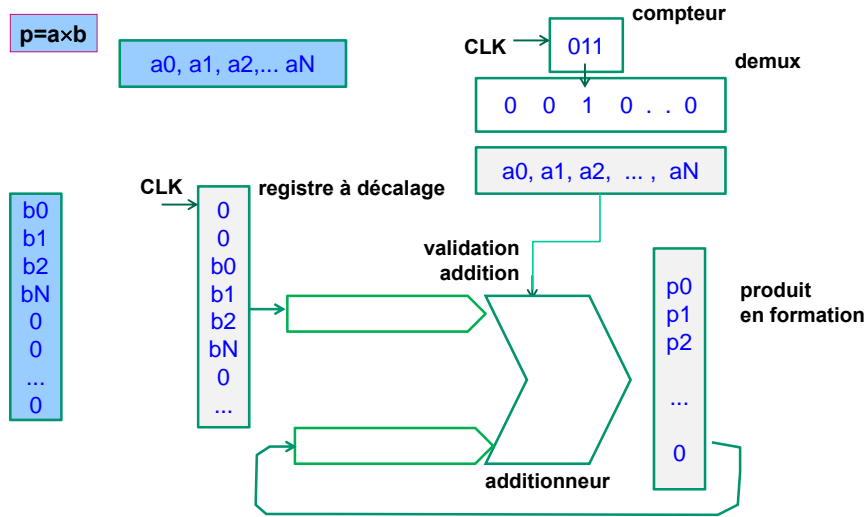 p=a×b
a0, a1, a2,... aN
compteur
CLK
011
demux
0 0 1 0 . . 0
a0, a1, a2, ... , aN
b0
b1
b2
bN
0
0
...
0
CLK
registre à décalage
0
0
b0
b1
b2
bN
0
...
validation
addition
additionneur
p0
p1
p2
...
0
produit
en formation